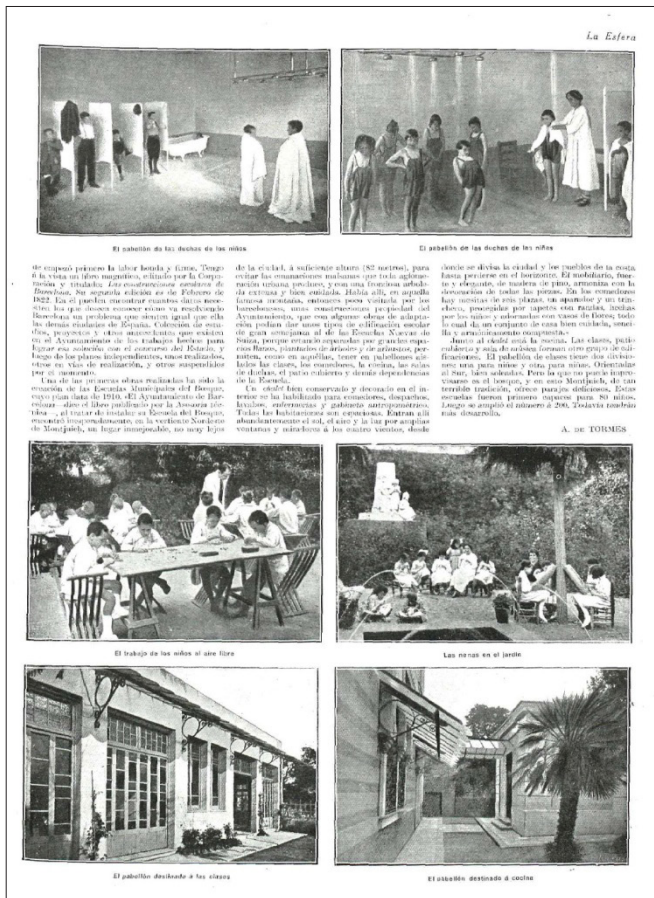 La Esfera
El pabellón de las duchas de los niños
El pabellón de las duchas de las niñas
de empezó primero la labor honda y firme. Tengo
á la vista un libro magnífico, editado por la Corpo-
ración y titulado: Las construcciones escolares de
Barcelona. Su segunda edición es de Febrero de
1922. En él pueden encontrar cuantos datos nece-
siten los que deseen conocer cómo va resolviendo
Barcelona un problema que sienten igual que ella
las demás ciudades de España. Colección de estu-
dios, proyectos y otros antecedentes que existen
en el Ayuntamiento de los trabajos hechos para
lograr esa solución con el concurso del Estado, y
luego de los planes independientes, unos realizados,
otros en vías de realización, y otros suspendidos
por el momento.
Una de las primeras obras realizadas ha sido la
creación de las Escuelas Municipales del Bosque,
cuyo plan data de 1910. «El Ayuntamiento de Bar-
celona—dice el libro publicado por la Asesoría téc-
nica—, al tratar de instalar su Escuela del Bosque,
encontró inesperadamente, en la vertiente Nordeste
de Montjuich, un lugar inmejorable, no muy lejos
de la ciudad, á suficiente altura (82 metros), para
evitar las emanaciones malsanas que toda aglome-
ración urbana produce, y con una frondosa arbole-
da extensa y bien cuidada. Había allí, en aquella
famosa montaña, entonces poco visitada por los
barceloneses, unas construcciones propiedad del
Ayuntamiento, que con algunas obras de adapta-
ción podían dar unos tipos de edificación escolar
de gran semejanza al de las Escuelas Nuevas de
Suiza, porque estando separadas por grandes espa-
cios llanos, plantados de árboles y de arbustos, per-
miten, como en aquéllas, tener en pabellones ais-
lados las clases, los comedores, la cocina, las salas
de duchas, el patio cubierto y demás dependencias
de la Escuela.
Un chalet bien conservado y decorado en el in-
terior se ha habilitado para comedores, despachos,
lavabos, enfermería y gabinete antropométrico.
Todas las habitaciones son espaciosas. Entran allí
abundantemente el sol, el aire y la luz por amplias
ventanas y miradores á los cuatro vientos, desde
donde se divisa la ciudad y los pueblos de la costa
hasta perderse en el horizonte. El mobiliario, fuer-
te y elegante, de madera de pino, armoniza con la
decoración de todas las piezas. En los comedores
hay mesitas de seis plazas, un aparador y un trin-
chero, protegidas por tapetes con rantás, hechas
por las niñas y adornadas con vasos de flores; todo
lo cual da un conjunto de casa bien cuidada, senci-
lla y armónicamente compuesta.»
Junto al chalet está la cocina. Las clases, patio
cubierto y sala de música forman otro grupo de edi-
ficaciones. El pabellón de clases tiene dos divisio-
nes: una para niños y otra para niñas. Orientadas
al Sur, bien soleadas. Pero lo que no puede impro-
visarse es el bosque, y en esto Montjuich, de tan
terrible tradición, ofrece parajes deliciosos. Estas
escuelas fueron primero capaces para 80 niños.
Luego se amplió el número á 200. Todavía tendrán
más desarrollo.
A. DE TORMES
El trabajo de los niños al aire libre
Las nenas en el jardín
El pabellón destinado á las clases
El pabellón destinado á cocina